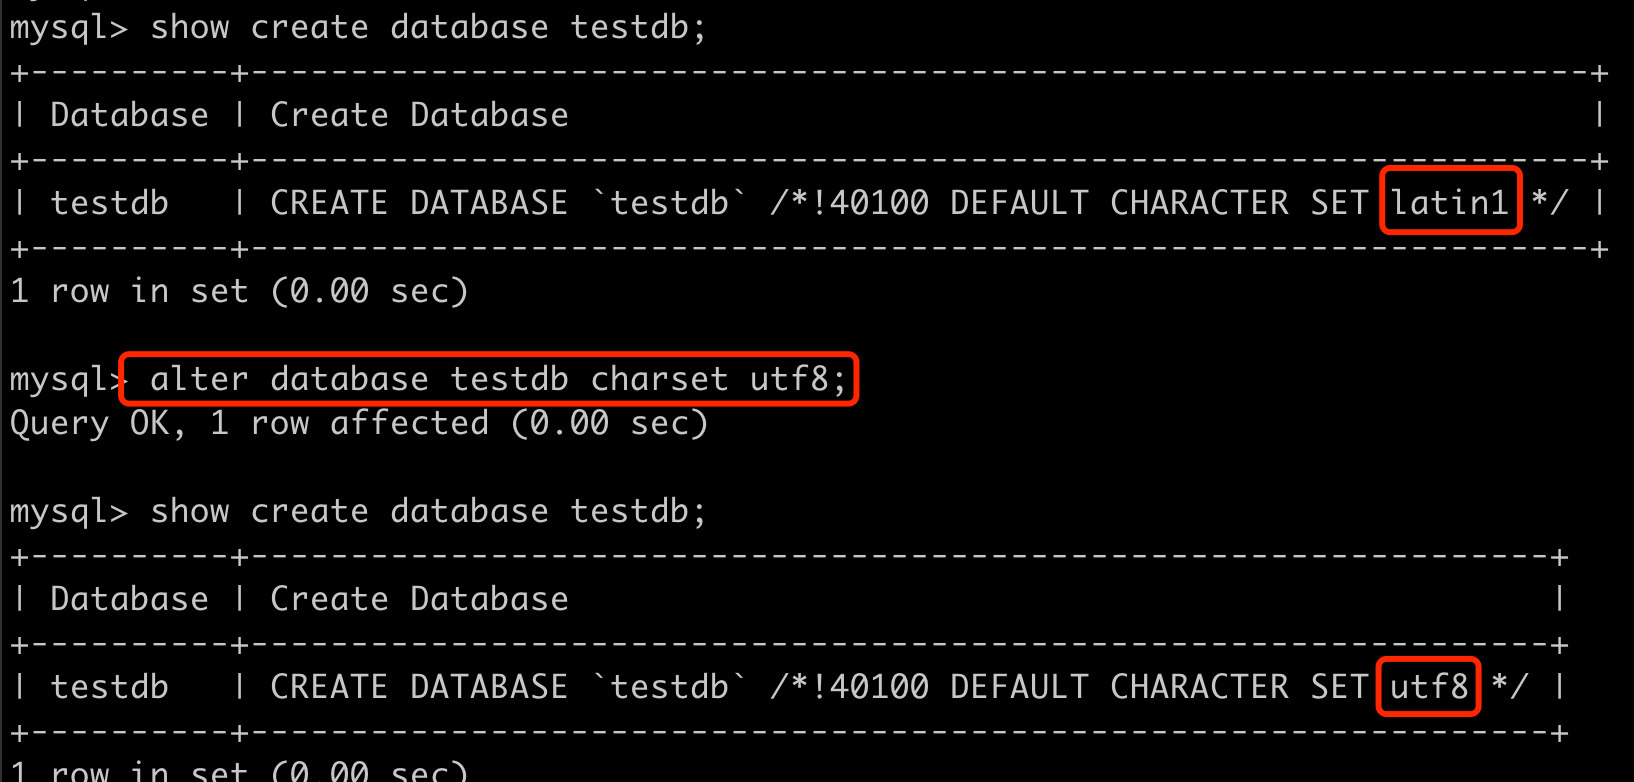 mysql> show create database testdb;
+----------+-------------------------------------------------------------------+
| Database | Create Database                                                   |
+----------+-------------------------------------------------------------------+
| testdb   | CREATE DATABASE `testdb` /*!40100 DEFAULT CHARACTER SET latin1 */ |
+----------+-------------------------------------------------------------------+
1 row in set (0.00 sec)
mysql> alter database testdb charset utf8;
Query OK, 1 row affected (0.00 sec)
mysql> show create database testdb;
+----------+-----------------------------------------------------------------+
| Database | Create Database                                                 |
+----------+-----------------------------------------------------------------+
| testdb   | CREATE DATABASE `testdb` /*!40100 DEFAULT CHARACTER SET utf8 */ |
+----------+-----------------------------------------------------------------+
1 row in set (0.00 sec)